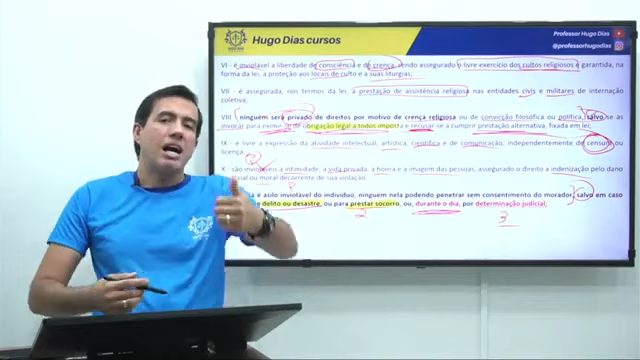 Hugo Dias cursos
Professor Hugo Dias
@professorhugodias
VI - é inviolável a liberdade de consciência e de crença, sendo assegurado o livre exercício dos cultos religiosos e garantida, na
forma da lei, a proteção aos locais de culto e a suas liturgias;
VII - é assegurada, nos termos da lei, a prestação de assistência religiosa nas entidades civis e militares de internação
coletiva;
VIII - ninguém será privado de direitos por motivo de crença religiosa ou de convicção filosófica ou política, salvo se as
invocar para eximir-se de obrigação legal a todos imposta e recusar-se a cumprir prestação alternativa, fixada em lei;
IX - é livre a expressão da atividade intelectual, artística, científica e de comunicação, independentemente de censura ou
licença;
X - são invioláveis a intimidade, a vida privada, a honra e a imagem das pessoas, assegurado o direito a indenização pelo dano
ou moral decorrente de sua violação;
a é asilo inviolável do indivíduo, ninguém nela podendo penetrar sem consentimento do morador, salvo em caso
delito ou desastre, ou para prestar socorro, ou, durante o dia, por determinação judicial;
2
3